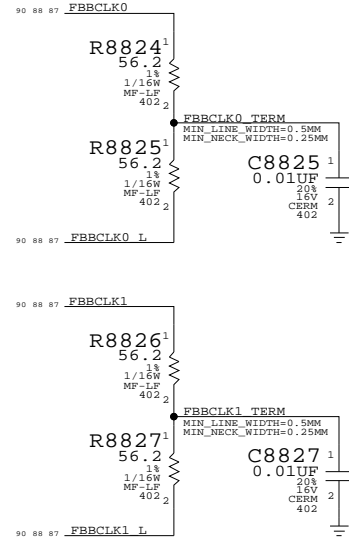 90 88 87 FBBCLK0
R8824 1
56.2
1%
1/16W
MF-LF
402 2
FBBCLK0_TERM
MIN_LINE_WIDTH=0.5MM
MIN_NECK_WIDTH=0.25MM
R8825 1
56.2
1%
1/16W
MF-LF
402 2
C8825 1
0.01UF
20%
16V
CERM 2
402
90 88 87 FBBCLK0_L
90 88 87 FBBCLK1
R8826 1
56.2
1%
1/16W
MF-LF
402 2
FBBCLK1_TERM
MIN_LINE_WIDTH=0.5MM
MIN_NECK_WIDTH=0.25MM
R8827 1
56.2
1%
1/16W
MF-LF
402 2
C8827 1
0.01UF
20%
16V
CERM 2
402
90 88 87 FBBCLK1_L